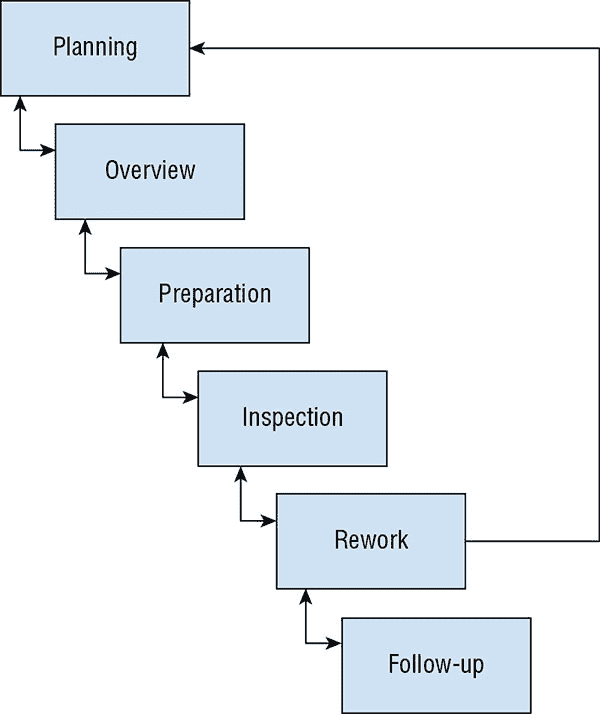 Planning
Overview
Preparation
Inspection
Rework
Follow-up